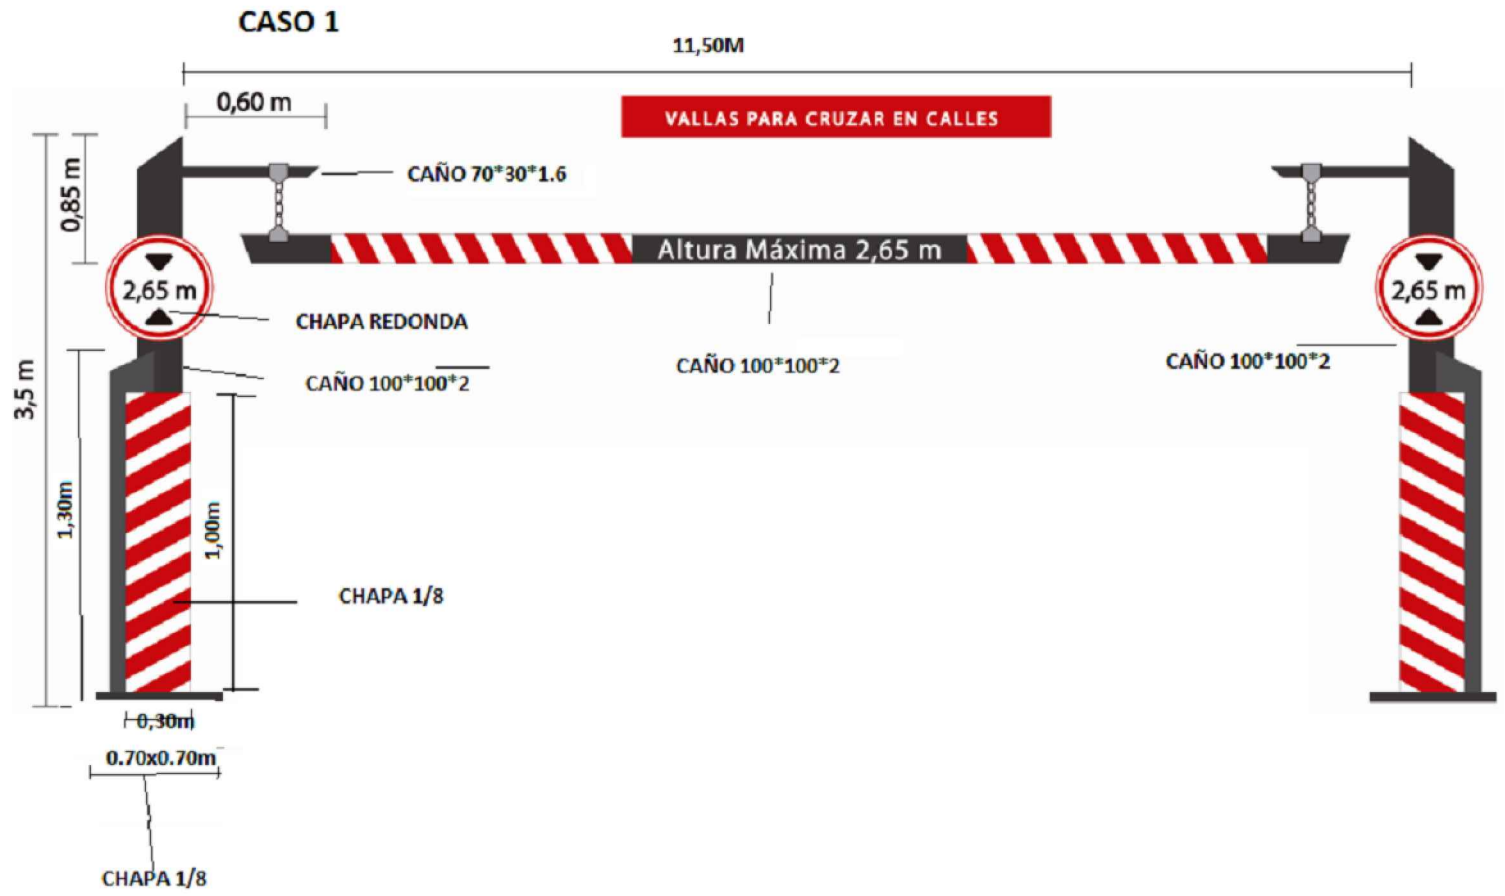 CASO 1
11,50M
0,60 m
VALLAS PARA CRUZAR EN CALLES
0,85 m
CAÑO 70*30*1.6
Altura Máxima 2,65 m
2,65 m
2,65 m
CHAPA REDONDA
CAÑO 100*100*2
CAÑO 100*100*2
CAÑO 100*100*2
3,5 m
1,30m
1,00m
CHAPA 1/8
0,30m
0.70x0.70m
CHAPA 1/8